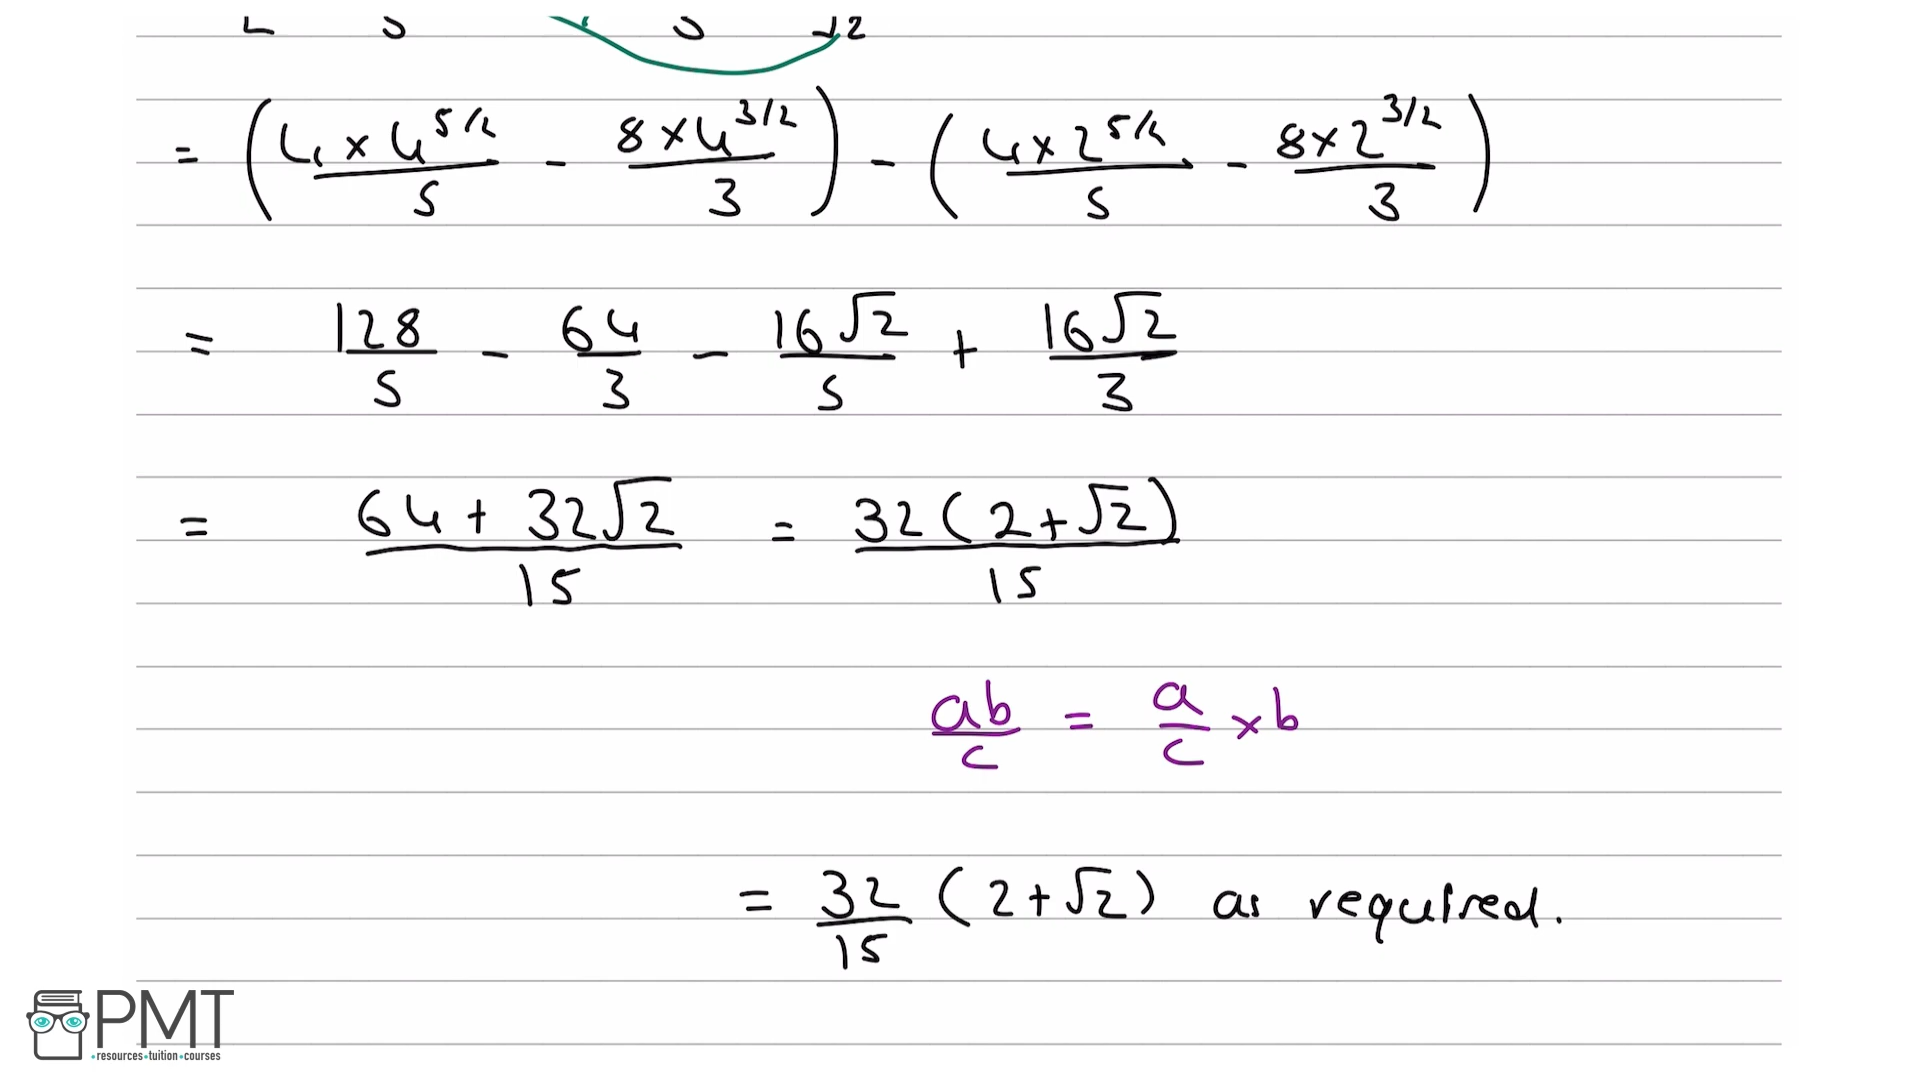 √2
= (4 × 4^5/2 / 5 − 8 × 4^3/2 / 3) − (4 × 2^5/2 / 5 − 8 × 2^3/2 / 3)
= 128/5 − 64/3 − 16√2/5 + 16√2/3
= (64 + 32√2)/15 = 32(2 + √2)/15
ab/c = a/c × b
= 32/15 (2 + √2) as required.
PMT
•resources•tuition•courses